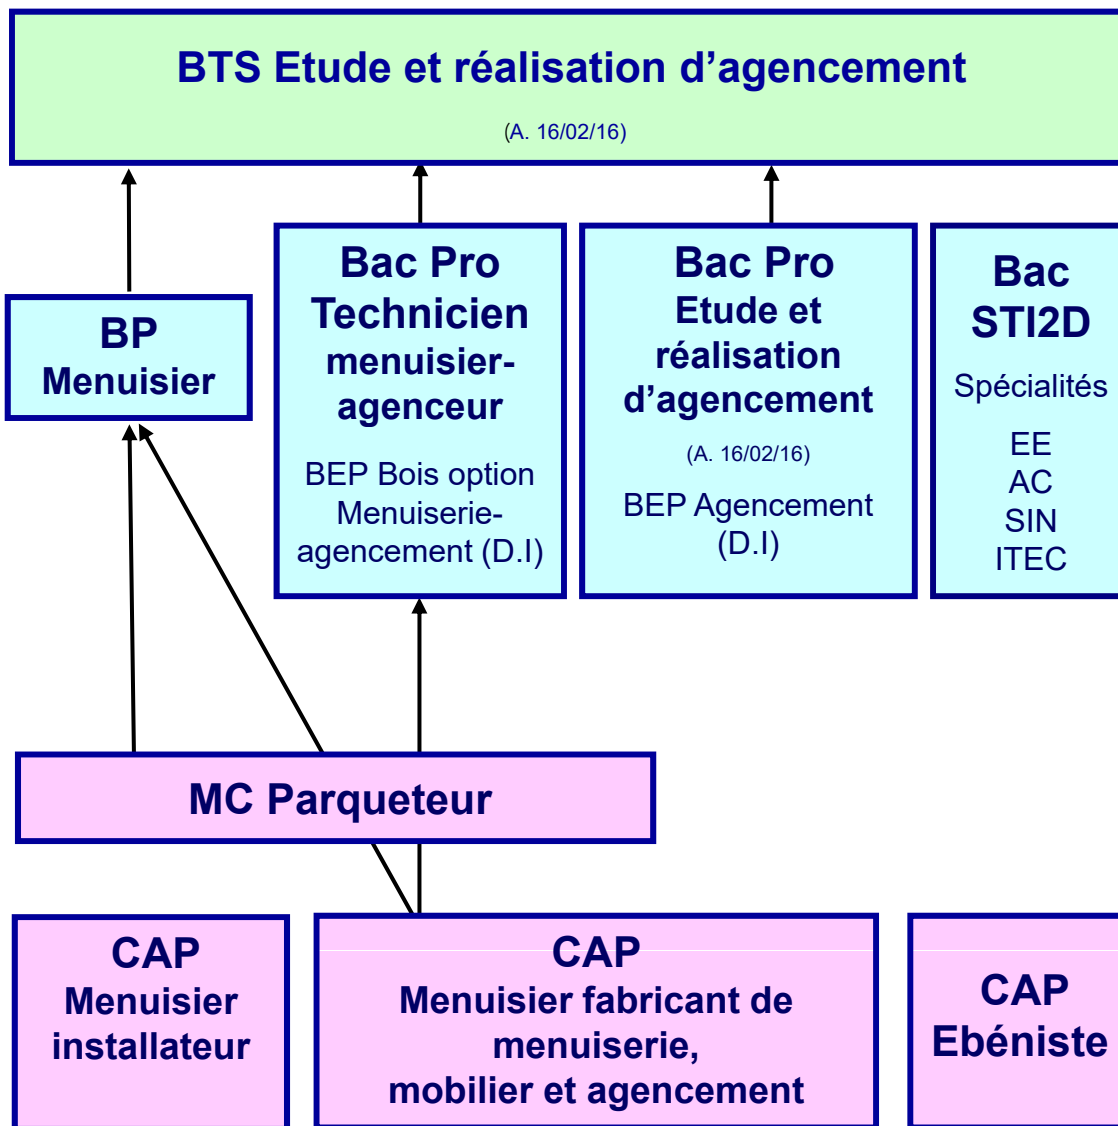 BTS Etude et réalisation d’agencement
(A. 16/02/16)
BP
Menuisier
Bac Pro
Technicien
menuisier-
agenceur
BEP Bois option
Menuiserie-
agencement (D.I)
Bac Pro
Etude et
réalisation
d’agencement
(A. 16/02/16)
BEP Agencement
(D.I)
Bac
STI2D
Spécialités
EE
AC
SIN
ITEC
MC Parqueteur
CAP
Menuisier
installateur
CAP
Menuisier fabricant de
menuiserie,
mobilier et agencement
CAP
Ebéniste